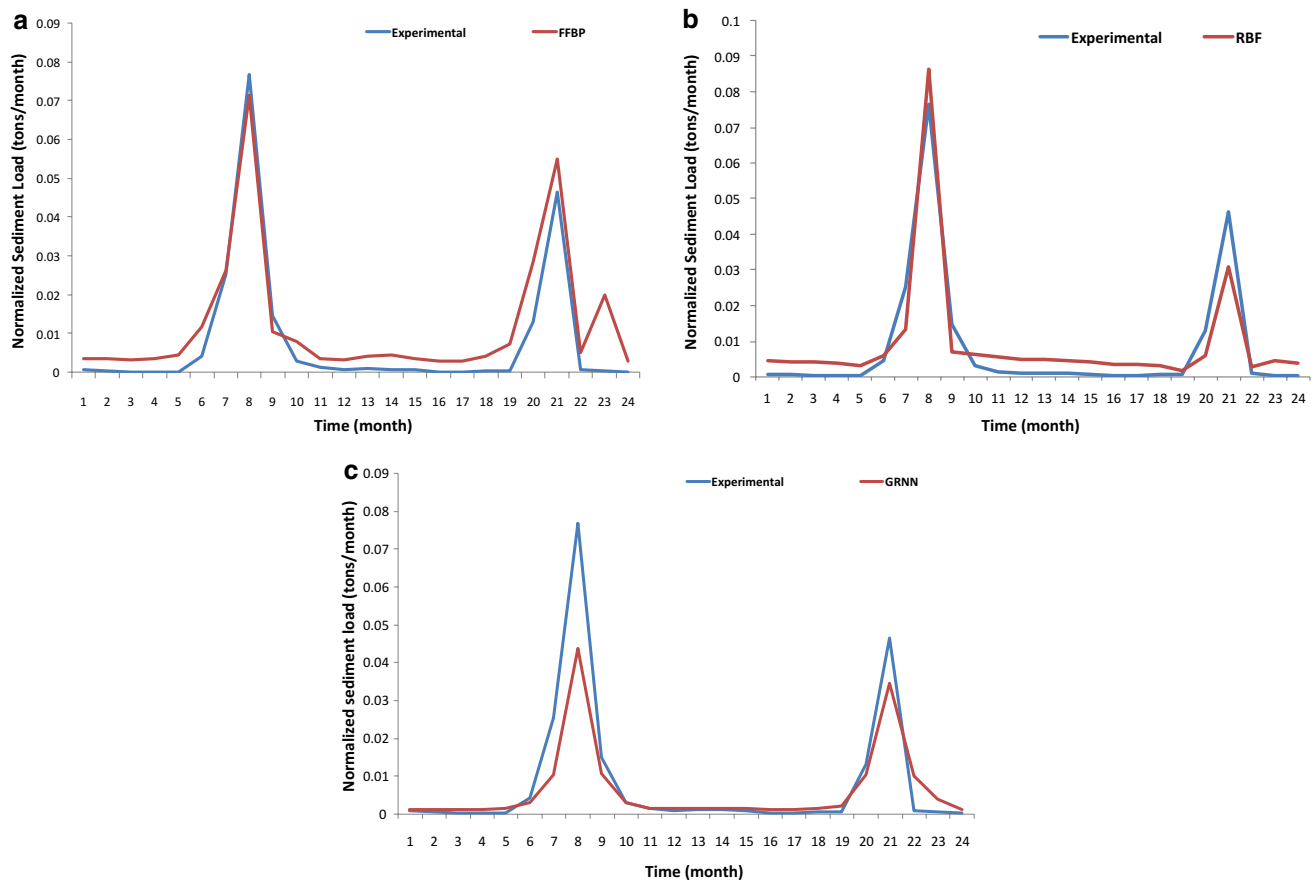 a
Experimental FFBP
Normalized Sediment Load (tons/month)
0.09
0.08
0.07
0.06
0.05
0.04
0.03
0.02
0.01
0
1 2 3 4 5 6 7 8 9 10 11 12 13 14 15 16 17 18 19 20 21 22 23 24
Time (month)
b
Experimental RBF
Normalized Sediment Load (tons/month)
0.1
0.09
0.08
0.07
0.06
0.05
0.04
0.03
0.02
0.01
0
1 2 3 4 5 6 7 8 9 10 11 12 13 14 15 16 17 18 19 20 21 22 23 24
Time (month)
c
Experimental GRNN
Normalized sediment load (tons/month)
0.09
0.08
0.07
0.06
0.05
0.04
0.03
0.02
0.01
0
1 2 3 4 5 6 7 8 9 10 11 12 13 14 15 16 17 18 19 20 21 22 23 24
Time (month)